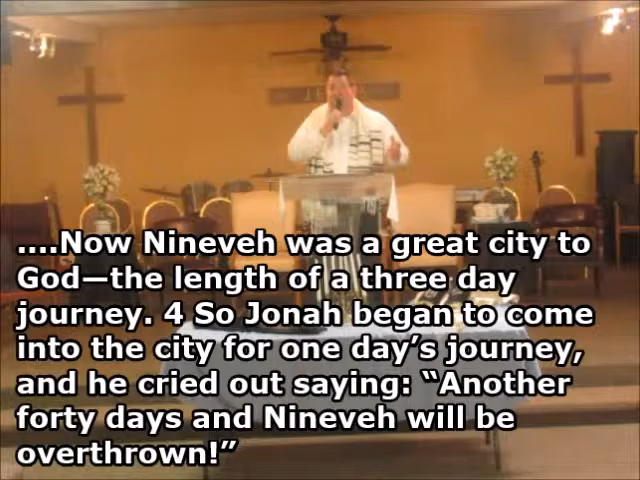 JESUS
....Now Nineveh was a great city to
God—the length of a three day
journey. 4 So Jonah began to come
into the city for one day’s journey,
and he cried out saying: “Another
forty days and Nineveh will be
overthrown!”